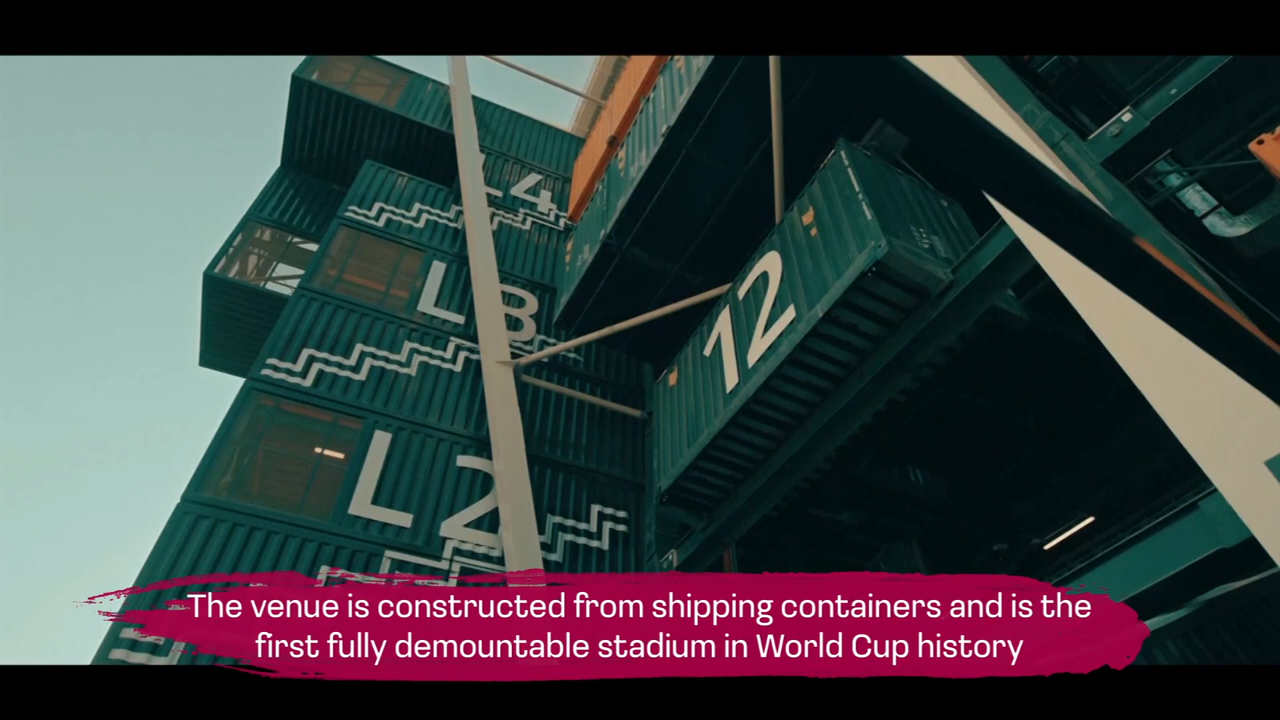 L4
L3
L2
12
The venue is constructed from shipping containers and is the
first fully demountable stadium in World Cup history